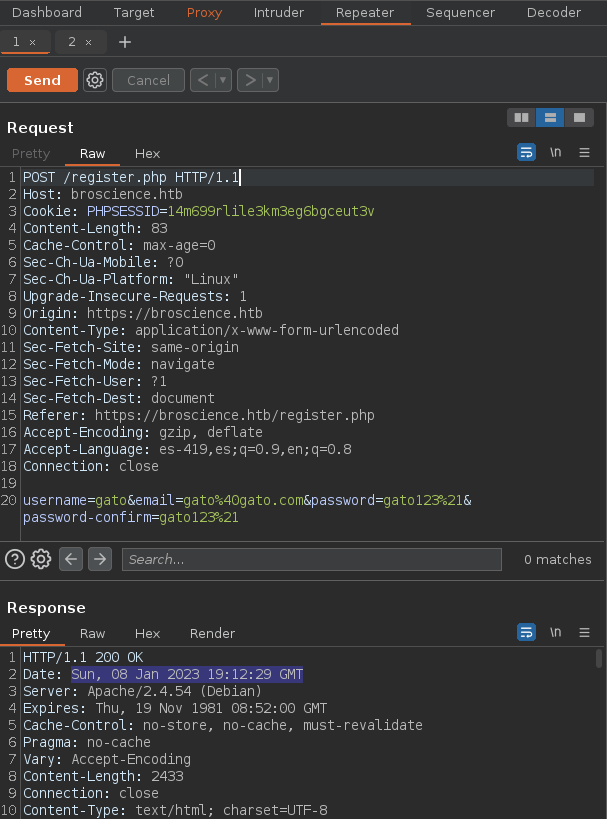 Dashboard Target Proxy Intruder Repeater Sequencer Decoder
1 × 2 × +
Send Cancel < >
Request
Pretty Raw Hex \n
1 POST /register.php HTTP/1.1
2 Host: broscience.htb
3 Cookie: PHPSESSID=14m699rlile3km3eg6bgceut3v
4 Content-Length: 83
5 Cache-Control: max-age=0
6 Sec-Ch-Ua-Mobile: ?0
7 Sec-Ch-Ua-Platform: "Linux"
8 Upgrade-Insecure-Requests: 1
9 Origin: https://broscience.htb
10 Content-Type: application/x-www-form-urlencoded
11 Sec-Fetch-Site: same-origin
12 Sec-Fetch-Mode: navigate
13 Sec-Fetch-User: ?1
14 Sec-Fetch-Dest: document
15 Referer: https://broscience.htb/register.php
16 Accept-Encoding: gzip, deflate
17 Accept-Language: es-419,es;q=0.9,en;q=0.8
18 Connection: close
19
20 username=gato&email=gato%40gato.com&password=gato123%21&
password-confirm=gato123%21
? Search... 0 matches
Response
Pretty Raw Hex Render \n
1 HTTP/1.1 200 OK
2 Date: Sun, 08 Jan 2023 19:12:29 GMT
3 Server: Apache/2.4.54 (Debian)
4 Expires: Thu, 19 Nov 1981 08:52:00 GMT
5 Cache-Control: no-store, no-cache, must-revalidate
6 Pragma: no-cache
7 Vary: Accept-Encoding
8 Content-Length: 2433
9 Connection: close
10 Content-Type: text/html; charset=UTF-8